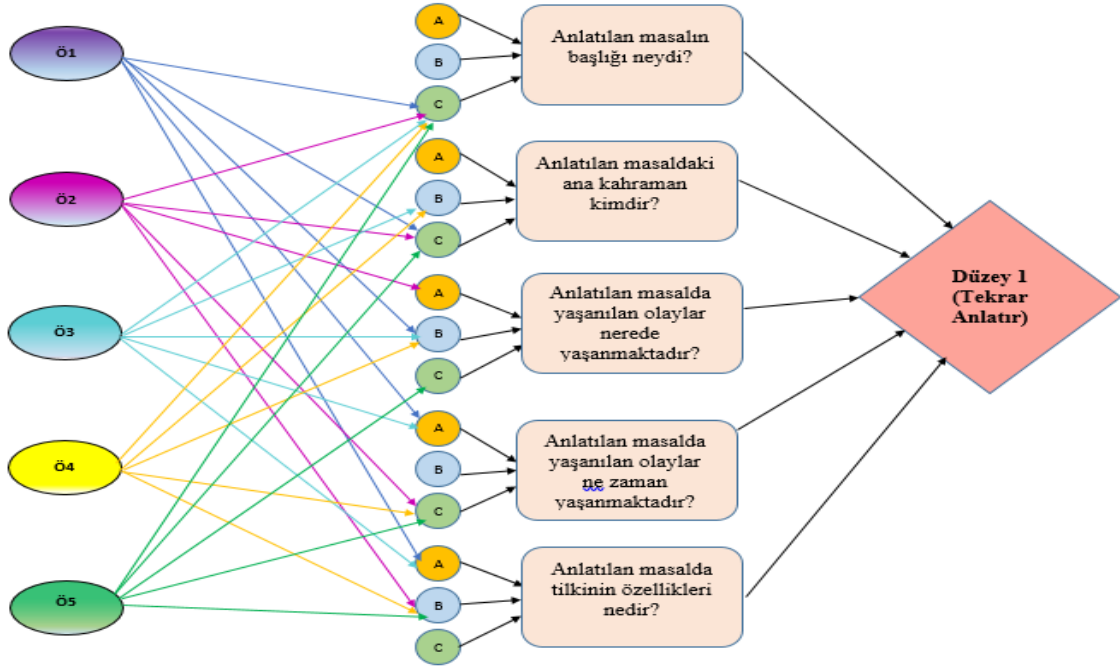 Ö1
Ö2
Ö3
Ö4
Ö5
A
B
C
Anlatılan masalın
başlığı neydi?
A
B
C
Anlatılan masaldaki
ana kahraman
kimdir?
A
B
C
Anlatılan masalda
yaşanılan olaylar
nerede
yaşanmaktadır?
A
B
C
Anlatılan masalda
yaşanılan olaylar
ne zaman
yaşanmaktadır?
A
B
C
Anlatılan masalda
tilkinin özellikleri
nedir?
Düzey 1
(Tekrar
Anlatır)